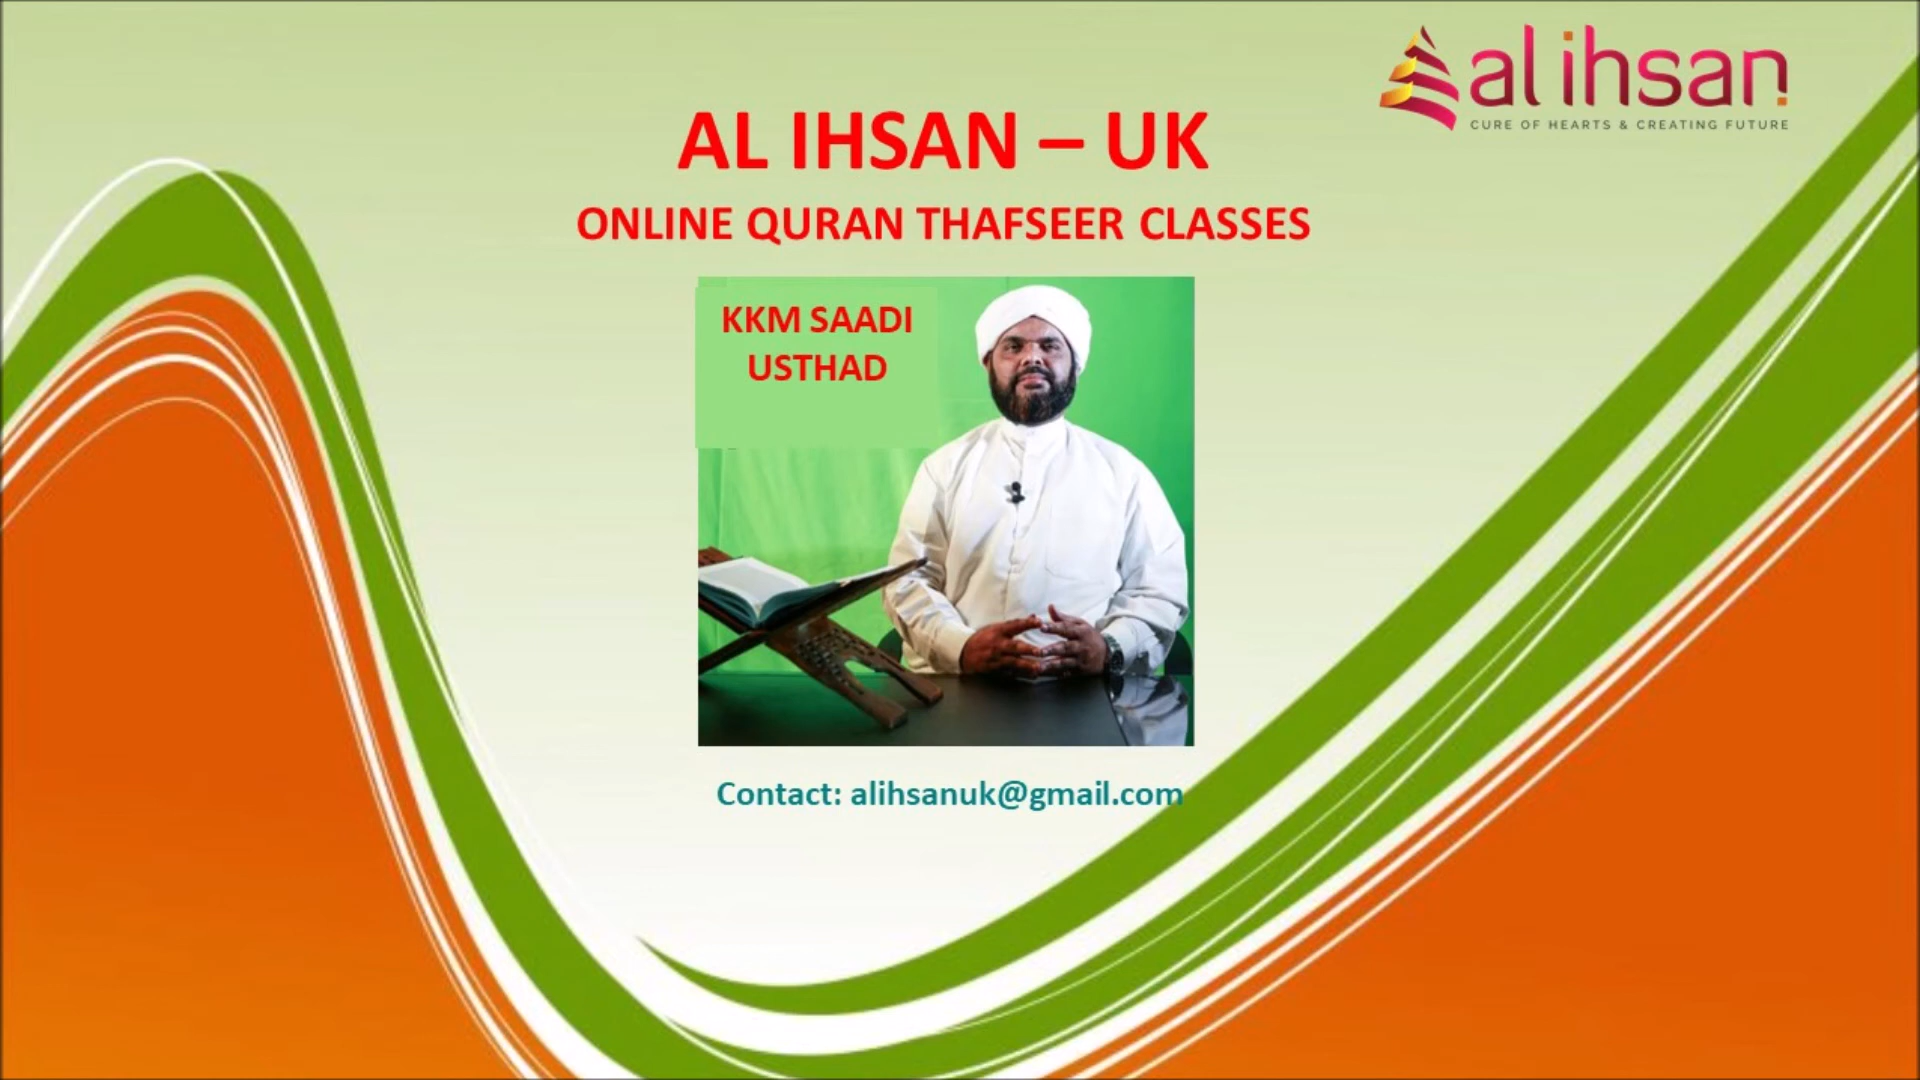 al ihsan
CURE OF HEARTS & CREATING FUTURE
AL IHSAN – UK
ONLINE QURAN THAFSEER CLASSES
KKM SAADI
USTHAD
Contact: alihsanuk@gmail.com